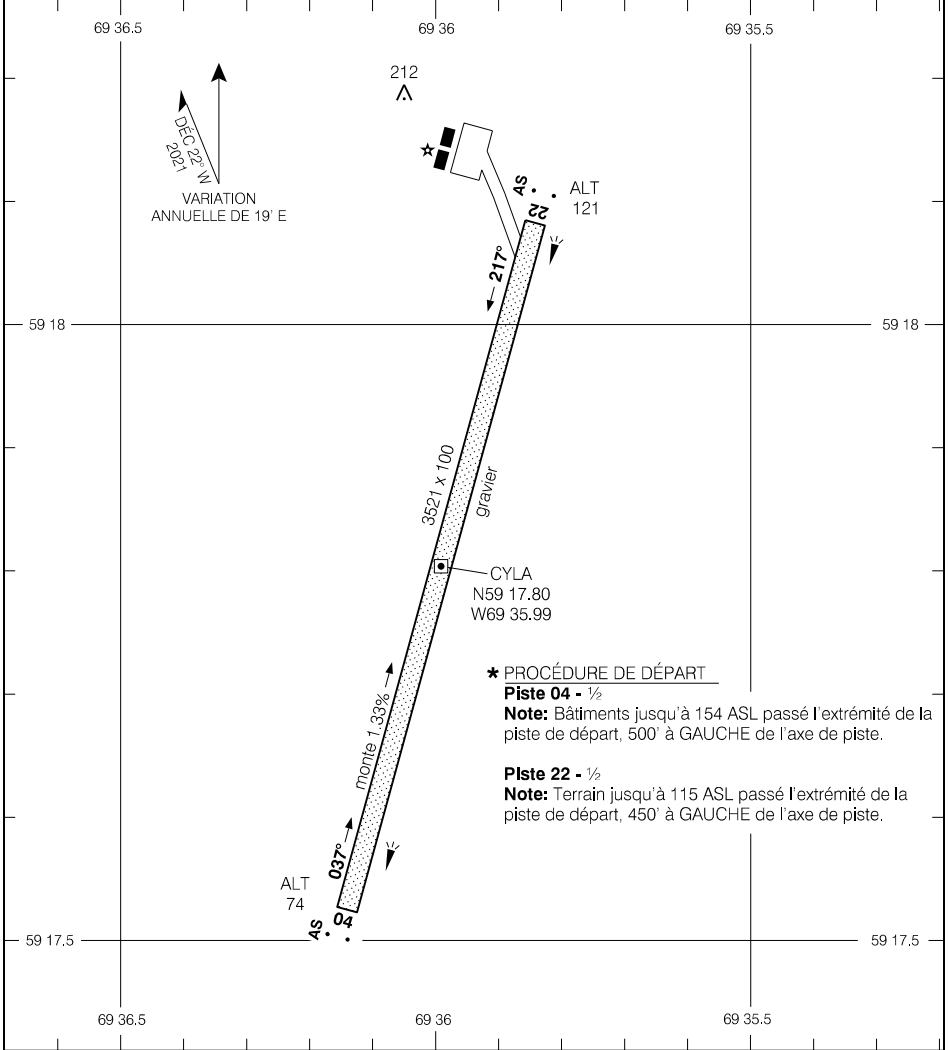 69 36.5
69 36
69 35.5
212
DÉC 22° W
2021
VARIATION
ANNUELLE DE 19' E
AS
ALT
121
22
217°
59 18
59 18
3521 x 100
gravier
CYLA
N59 17.80
W69 35.99
* PROCÉDURE DE DÉPART
Piste 04 - ½
Note: Bâtiments jusqu'à 154 ASL passé l'extrémité de la
piste de départ, 500' à GAUCHE de l'axe de piste.
Piste 22 - ½
Note: Terrain jusqu'à 115 ASL passé l'extrémité de la
piste de départ, 450' à GAUCHE de l'axe de piste.
monte 1.33%
037°
ALT
74
04
AS
59 17.5
59 17.5
69 36.5
69 36
69 35.5